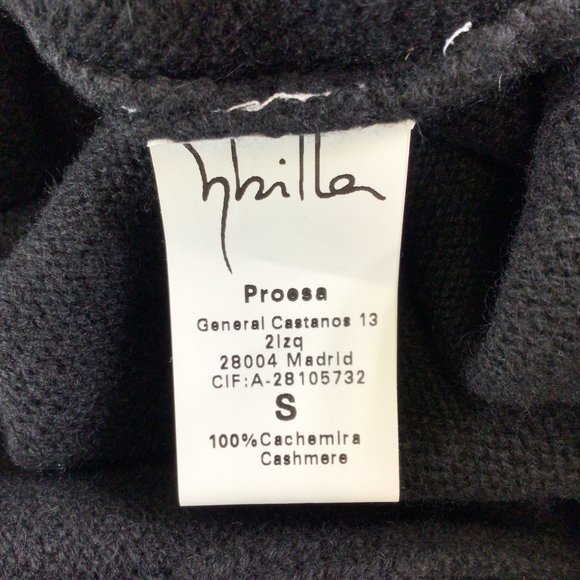 Sybilla
Proesa
General Castanos 13
2Izq
28004 Madrid
CIF:A-28105732
S
100%Cachemira
Cashmere